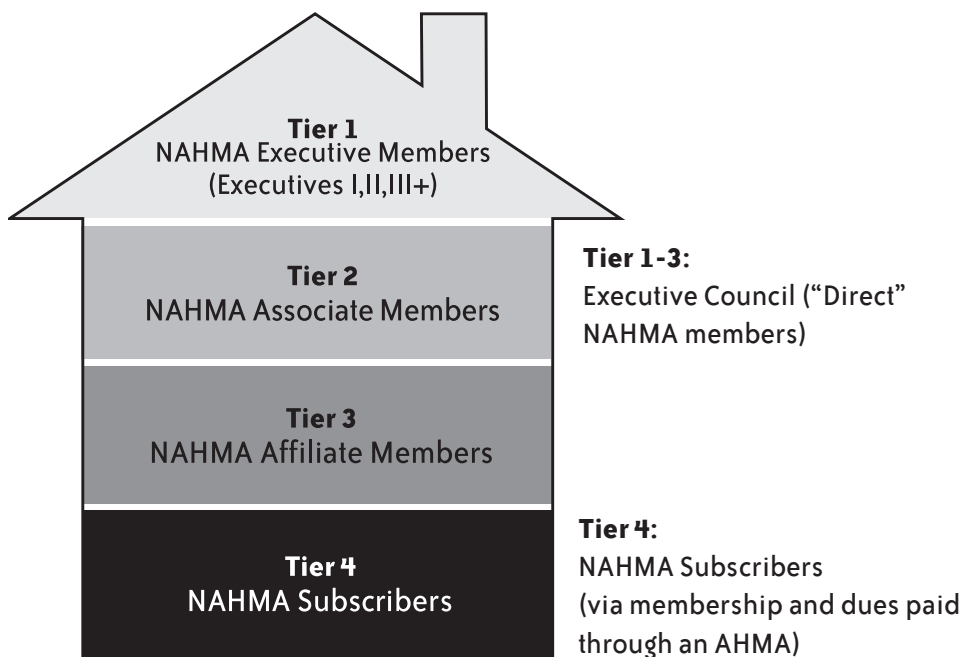 Tier 1
NAHMA Executive Members
(Executives I,II,III+)
Tier 2
NAHMA Associate Members
Tier 3
NAHMA Affiliate Members
Tier 4
NAHMA Subscribers
Tier 1-3:
Executive Council (“Direct”
NAHMA members)
Tier 4:
NAHMA Subscribers
(via membership and dues paid
through an AHMA)